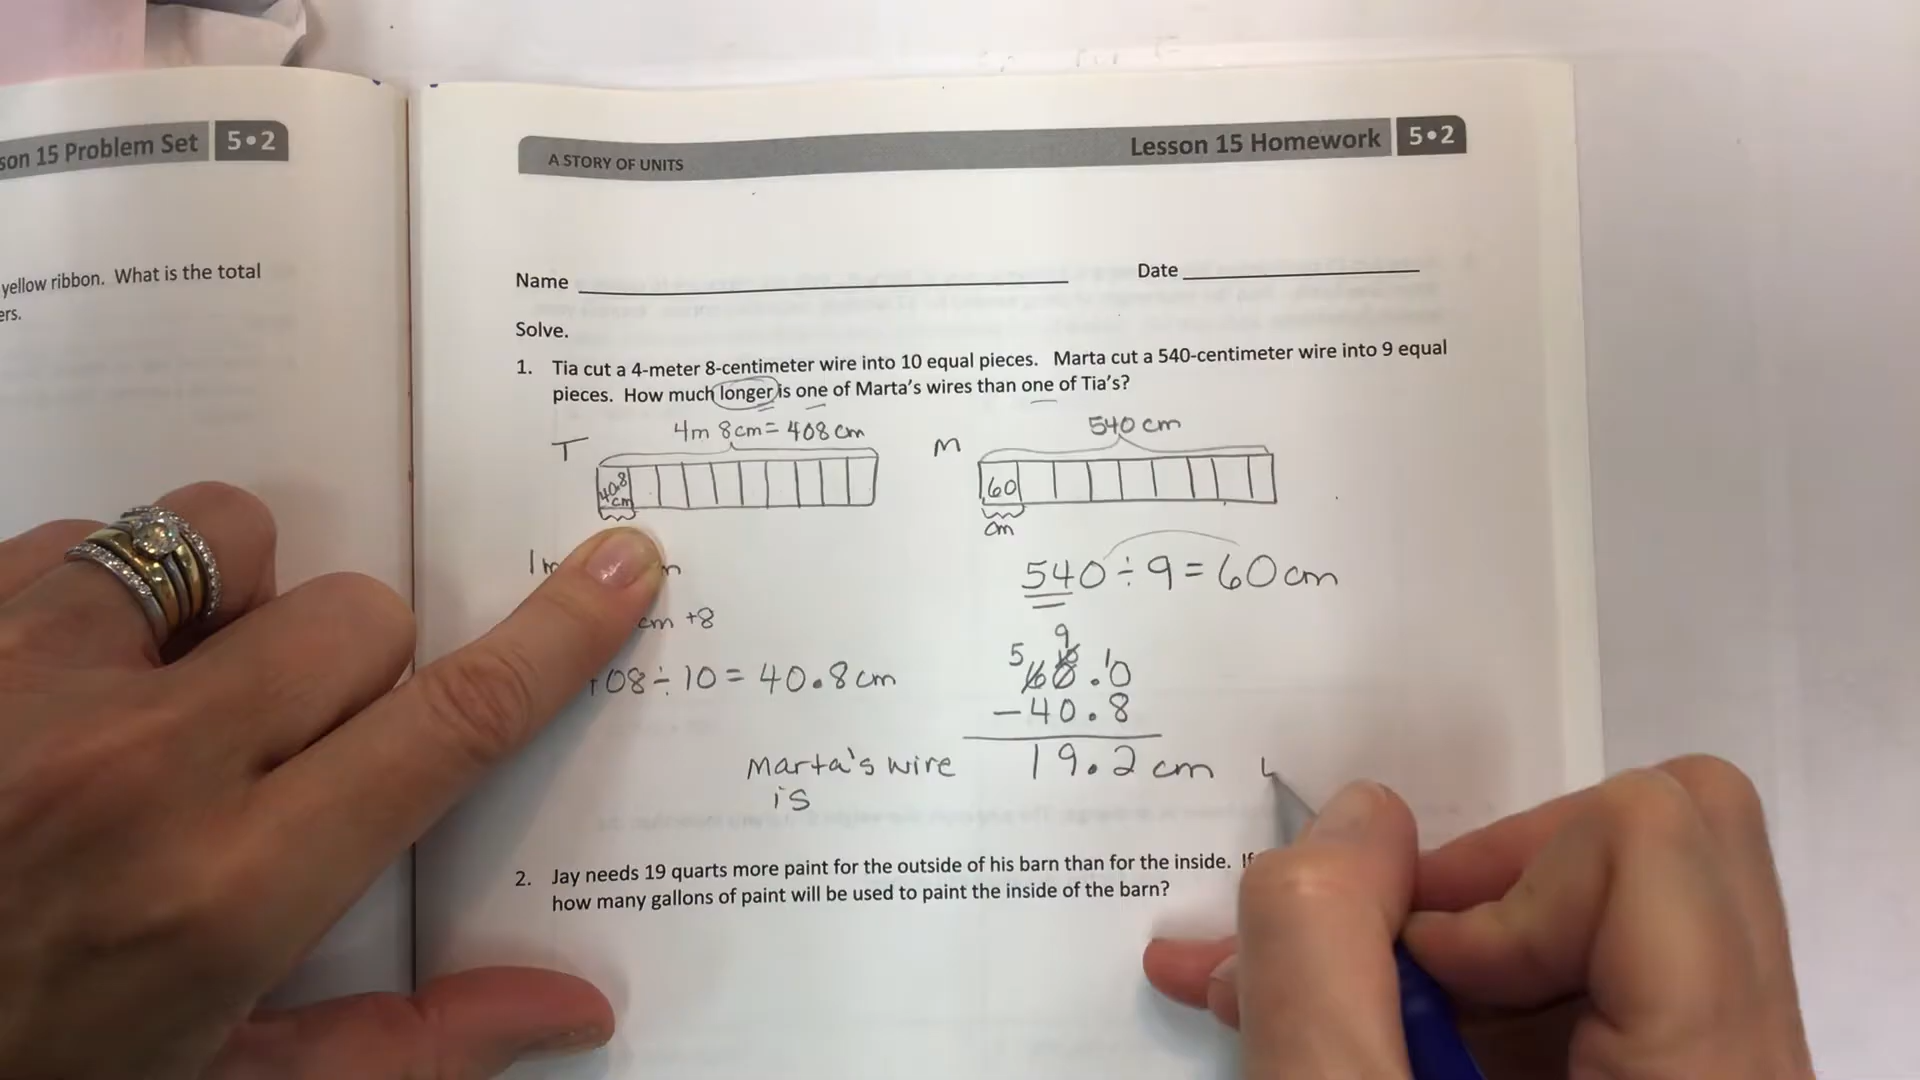 son 15 Problem Set 5•2
yellow ribbon. What is the total
ers.
A STORY OF UNITS
Lesson 15 Homework 5•2
Name
Date
Solve.
1. Tia cut a 4-meter 8-centimeter wire into 10 equal pieces. Marta cut a 540-centimeter wire into 9 equal
pieces. How much longer is one of Marta's wires than one of Tia's?
T
4m 8cm = 408 cm
40.8
cm
M
540 cm
60
cm
540 ÷ 9 = 60 cm
cm +8
08 ÷ 10 = 40.8 cm
5 9 1
60.0
-40.8
Marta's wire 19.2 cm
is
2. Jay needs 19 quarts more paint for the outside of his barn than for the inside. If
how many gallons of paint will be used to paint the inside of the barn?